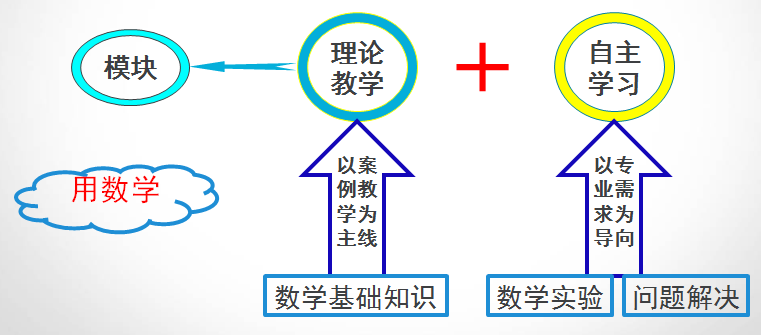 模块
理论
教学
+
自主
学习
用数学
以案
例教
学为
主线
以专
业需
求为
导向
数学基础知识
数学实验
问题解决